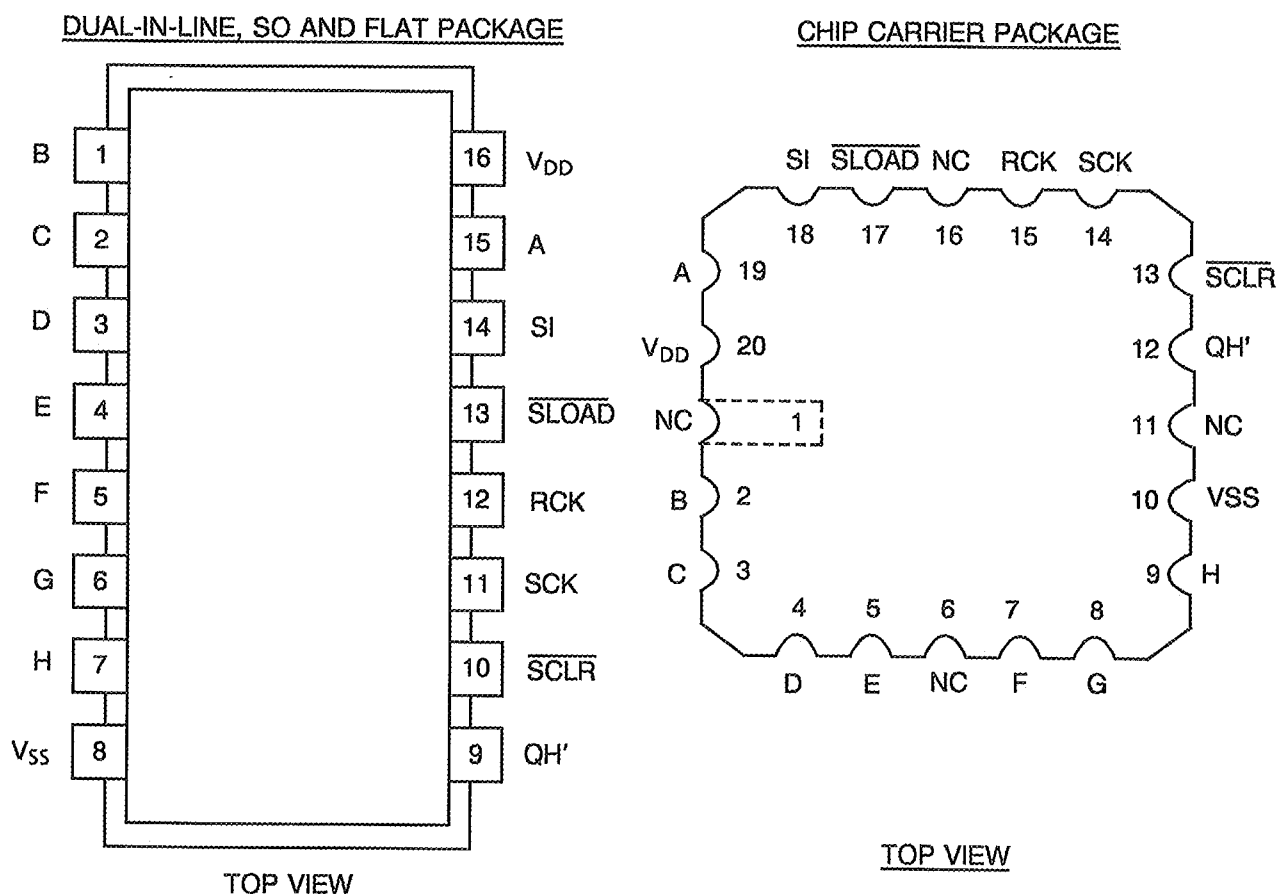 DUAL-IN-LINE, SO AND FLAT PACKAGE
B 1 16 VDD
C 2 15 A
D 3 14 SI
E 4 13 SLOAD
F 5 12 RCK
G 6 11 SCK
H 7 10 SCLR
VSS 8 9 QH'
TOP VIEW
CHIP CARRIER PACKAGE
SI SLOAD NC RCK SCK
18 17 16 15 14
A 19 13 SCLR
VDD 20 12 QH'
NC 1 11 NC
B 2 10 VSS
C 3 9 H
4 5 6 7 8
D E NC F G
TOP VIEW